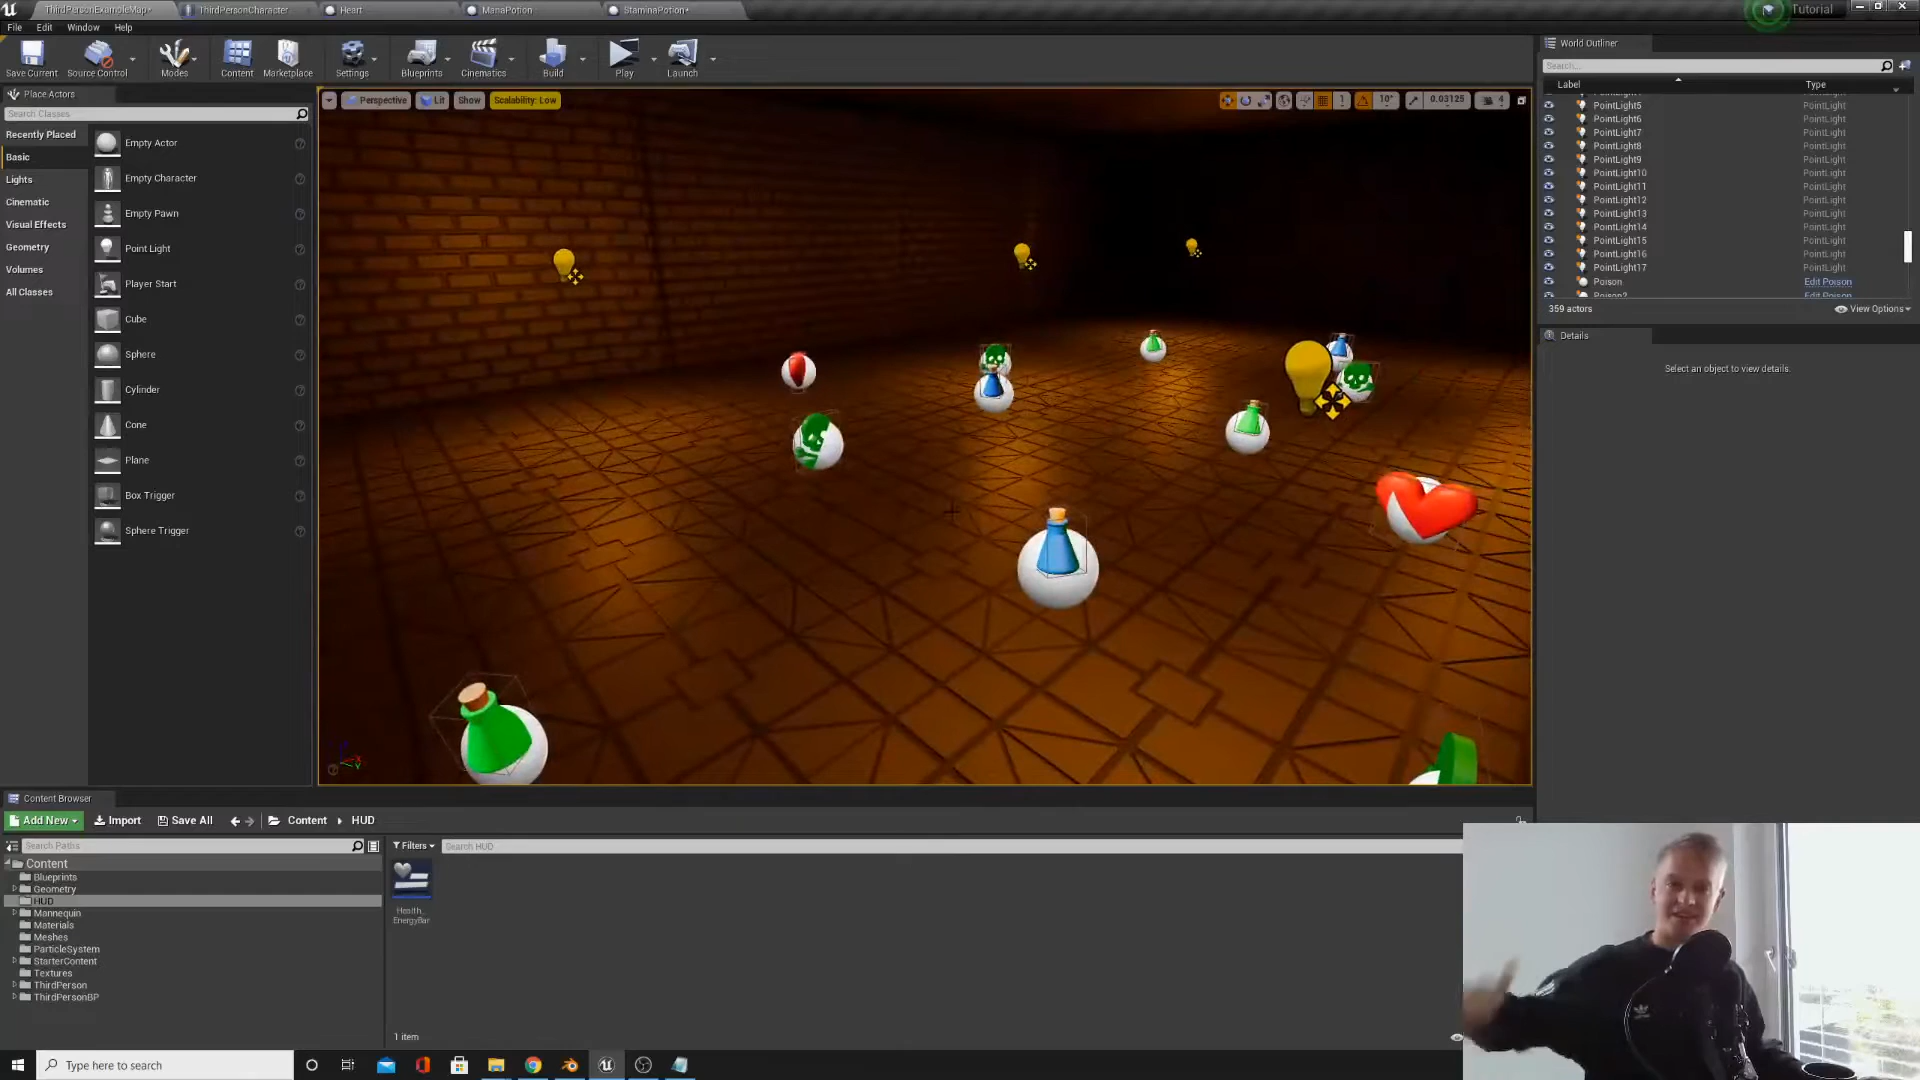 ThirdPersonExampleMap*
ThirdPersonCharacter
Heart
ManaPotion
StaminaPotion*
Tutorial
File Edit Window Help
Save Current
Source Control
Modes
Content
Marketplace
Settings
Blueprints
Cinematics
Build
Play
Launch
Place Actors
Search Classes
Recently Placed
Basic
Lights
Cinematic
Visual Effects
Geometry
Volumes
All Classes
Empty Actor
Empty Character
Empty Pawn
Point Light
Player Start
Cube
Sphere
Cylinder
Cone
Plane
Box Trigger
Sphere Trigger
Perspective Lit Show Scalability: Low
1 10° 0.03125 4
World Outliner
Search...
Label Type
PointLight5 PointLight
PointLight6 PointLight
PointLight7 PointLight
PointLight8 PointLight
PointLight9 PointLight
PointLight10 PointLight
PointLight11 PointLight
PointLight12 PointLight
PointLight13 PointLight
PointLight14 PointLight
PointLight15 PointLight
PointLight16 PointLight
PointLight17 PointLight
Poison Edit Poison
Poison2 Edit Poison
359 actors View Options
Details
Select an object to view details.
Content Browser
Add New Import Save All Content HUD
Search Paths
Filters Search HUD
Content
Blueprints
Geometry
HUD
Mannequin
Materials
Meshes
ParticleSystem
StarterContent
Textures
ThirdPerson
ThirdPersonBP
Health_
EnergyBar
1 item
Type here to search